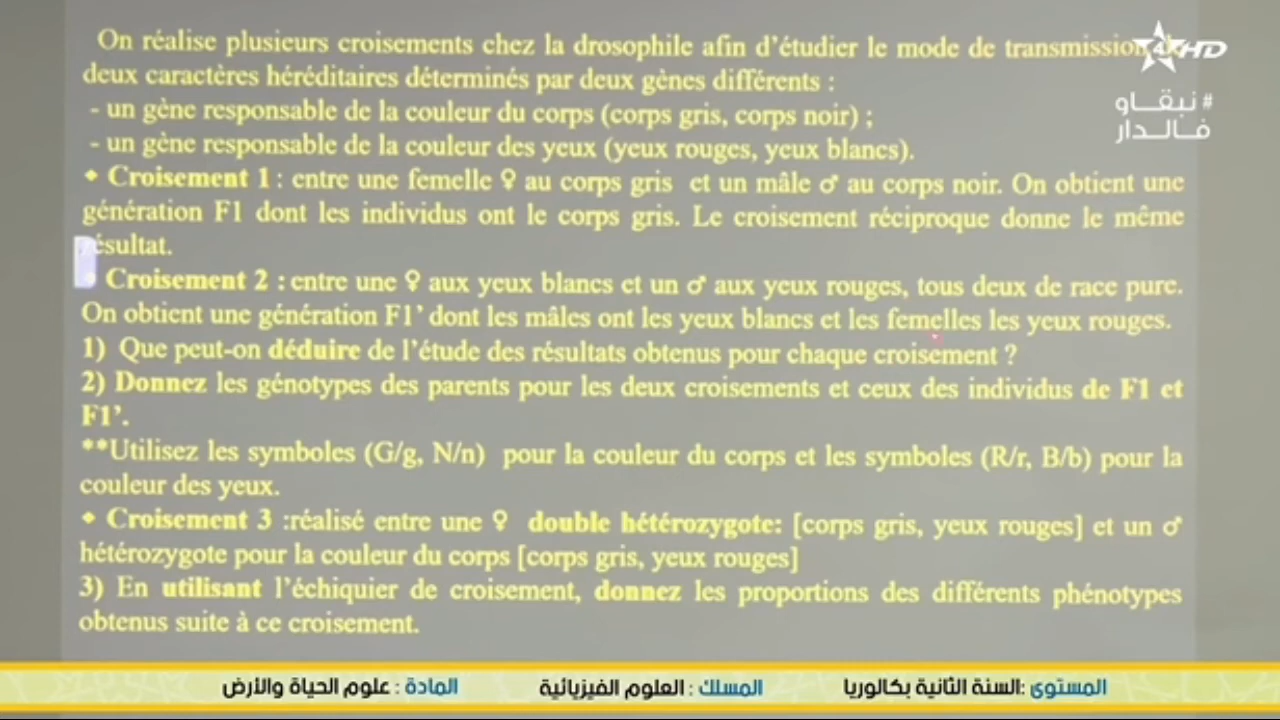 On réalise plusieurs croisements chez la drosophile afin d'étudier le mode de transmission
deux caractères héréditaires déterminés par deux gènes différents :
- un gène responsable de la couleur du corps (corps gris, corps noir) ;
- un gène responsable de la couleur des yeux (yeux rouges, yeux blancs).
◆ Croisement 1 : entre une femelle ♀ au corps gris et un mâle ♂ au corps noir. On obtient une
génération F1 dont les individus ont le corps gris. Le croisement réciproque donne le même
résultat.
◆ Croisement 2 : entre une ♀ aux yeux blancs et un ♂ aux yeux rouges, tous deux de race pure.
On obtient une génération F1' dont les mâles ont les yeux blancs et les femelles les yeux rouges.
1) Que peut-on déduire de l'étude des résultats obtenus pour chaque croisement ?
2) Donnez les génotypes des parents pour les deux croisements et ceux des individus de F1 et
F1'.
**Utilisez les symboles (G/g, N/n) pour la couleur du corps et les symboles (R/r, B/b) pour la
couleur des yeux.
◆ Croisement 3 :réalisé entre une ♀ double hétérozygote: [corps gris, yeux rouges] et un ♂
hétérozygote pour la couleur du corps [corps gris, yeux rouges]
3) En utilisant l'échiquier de croisement, donnez les proportions des différents phénotypes
obtenus suite à ce croisement.
4 HD
#نبقاو
فالدار
المستوى :السنة الثانية بكالوريا المسلك : العلوم الفيزيائية المادة : علوم الحياة والأرض